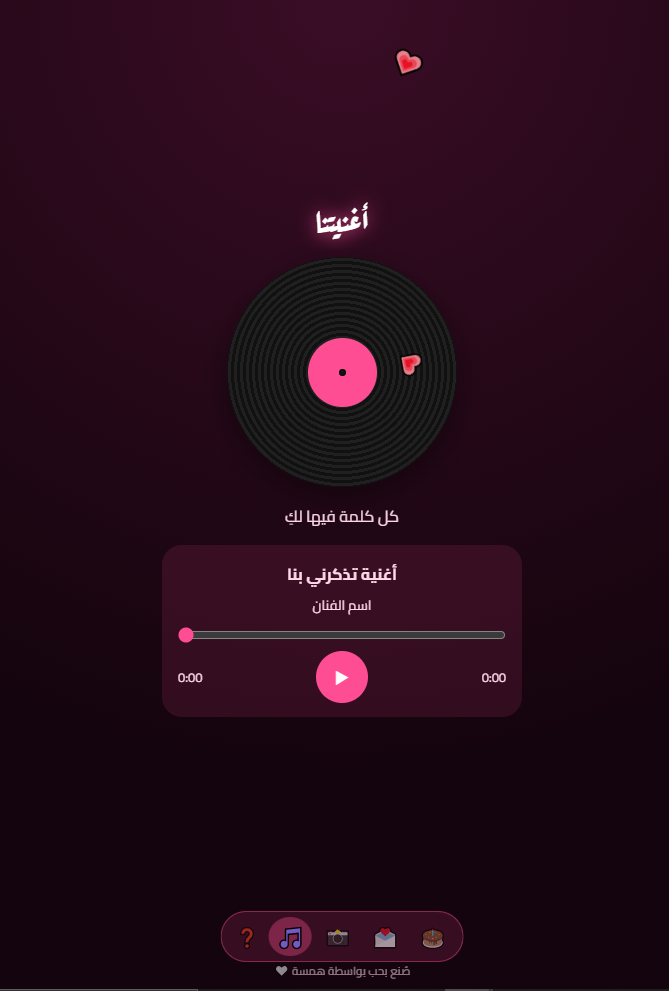 أغنيتنا
كل كلمة فيها لكِ
أغنية تذكرني بنا
اسم الفنان
0:00
0:00
صُنع بحب بواسطة همسة ♥